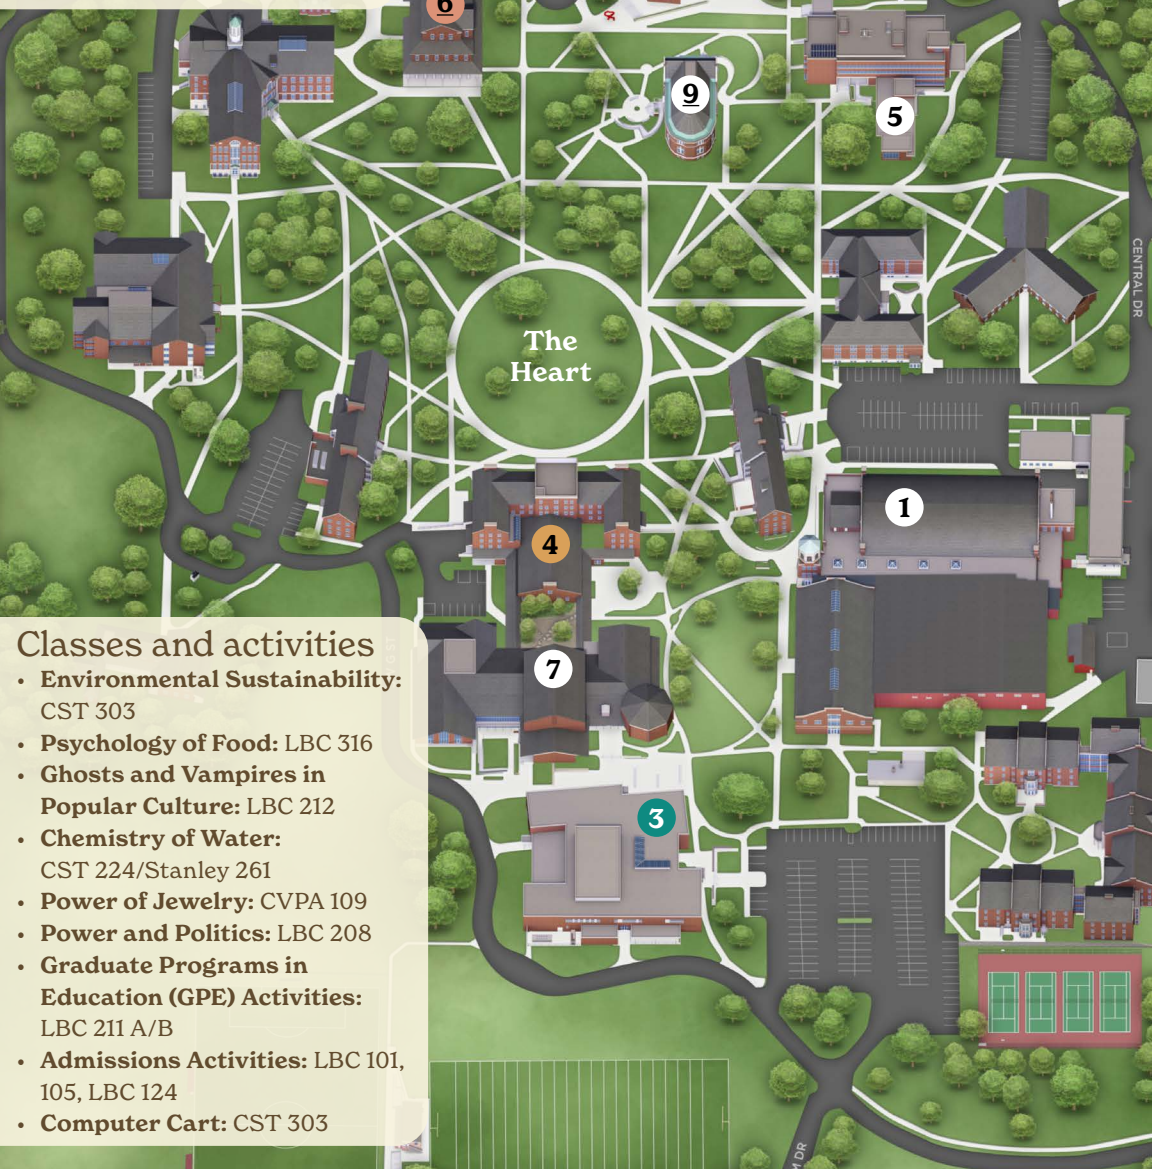 6
9
5
CENTRAL DR
The
Heart
1
4
7
3
G ST
Classes and activities
• Environmental Sustainability:
CST 303
• Psychology of Food: LBC 316
• Ghosts and Vampires in
Popular Culture: LBC 212
• Chemistry of Water:
CST 224/Stanley 261
• Power of Jewelry: CVPA 109
• Power and Politics: LBC 208
• Graduate Programs in
Education (GPE) Activities:
LBC 211 A/B
• Admissions Activities: LBC 101,
105, LBC 124
• Computer Cart: CST 303
M DR